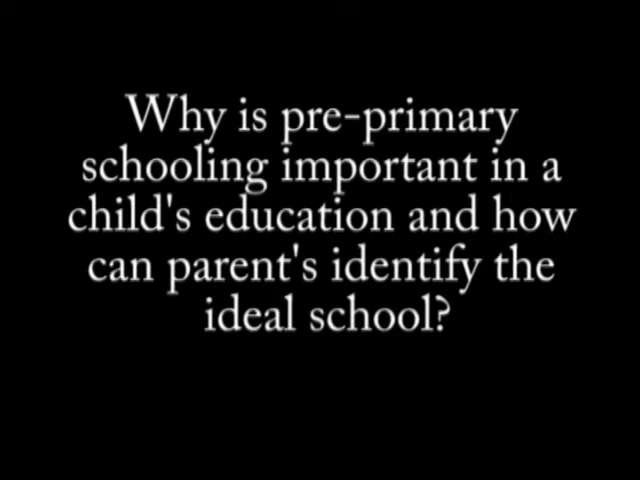 Why is pre-primary
schooling important in a
child's education and how
can parent's identify the
ideal school?